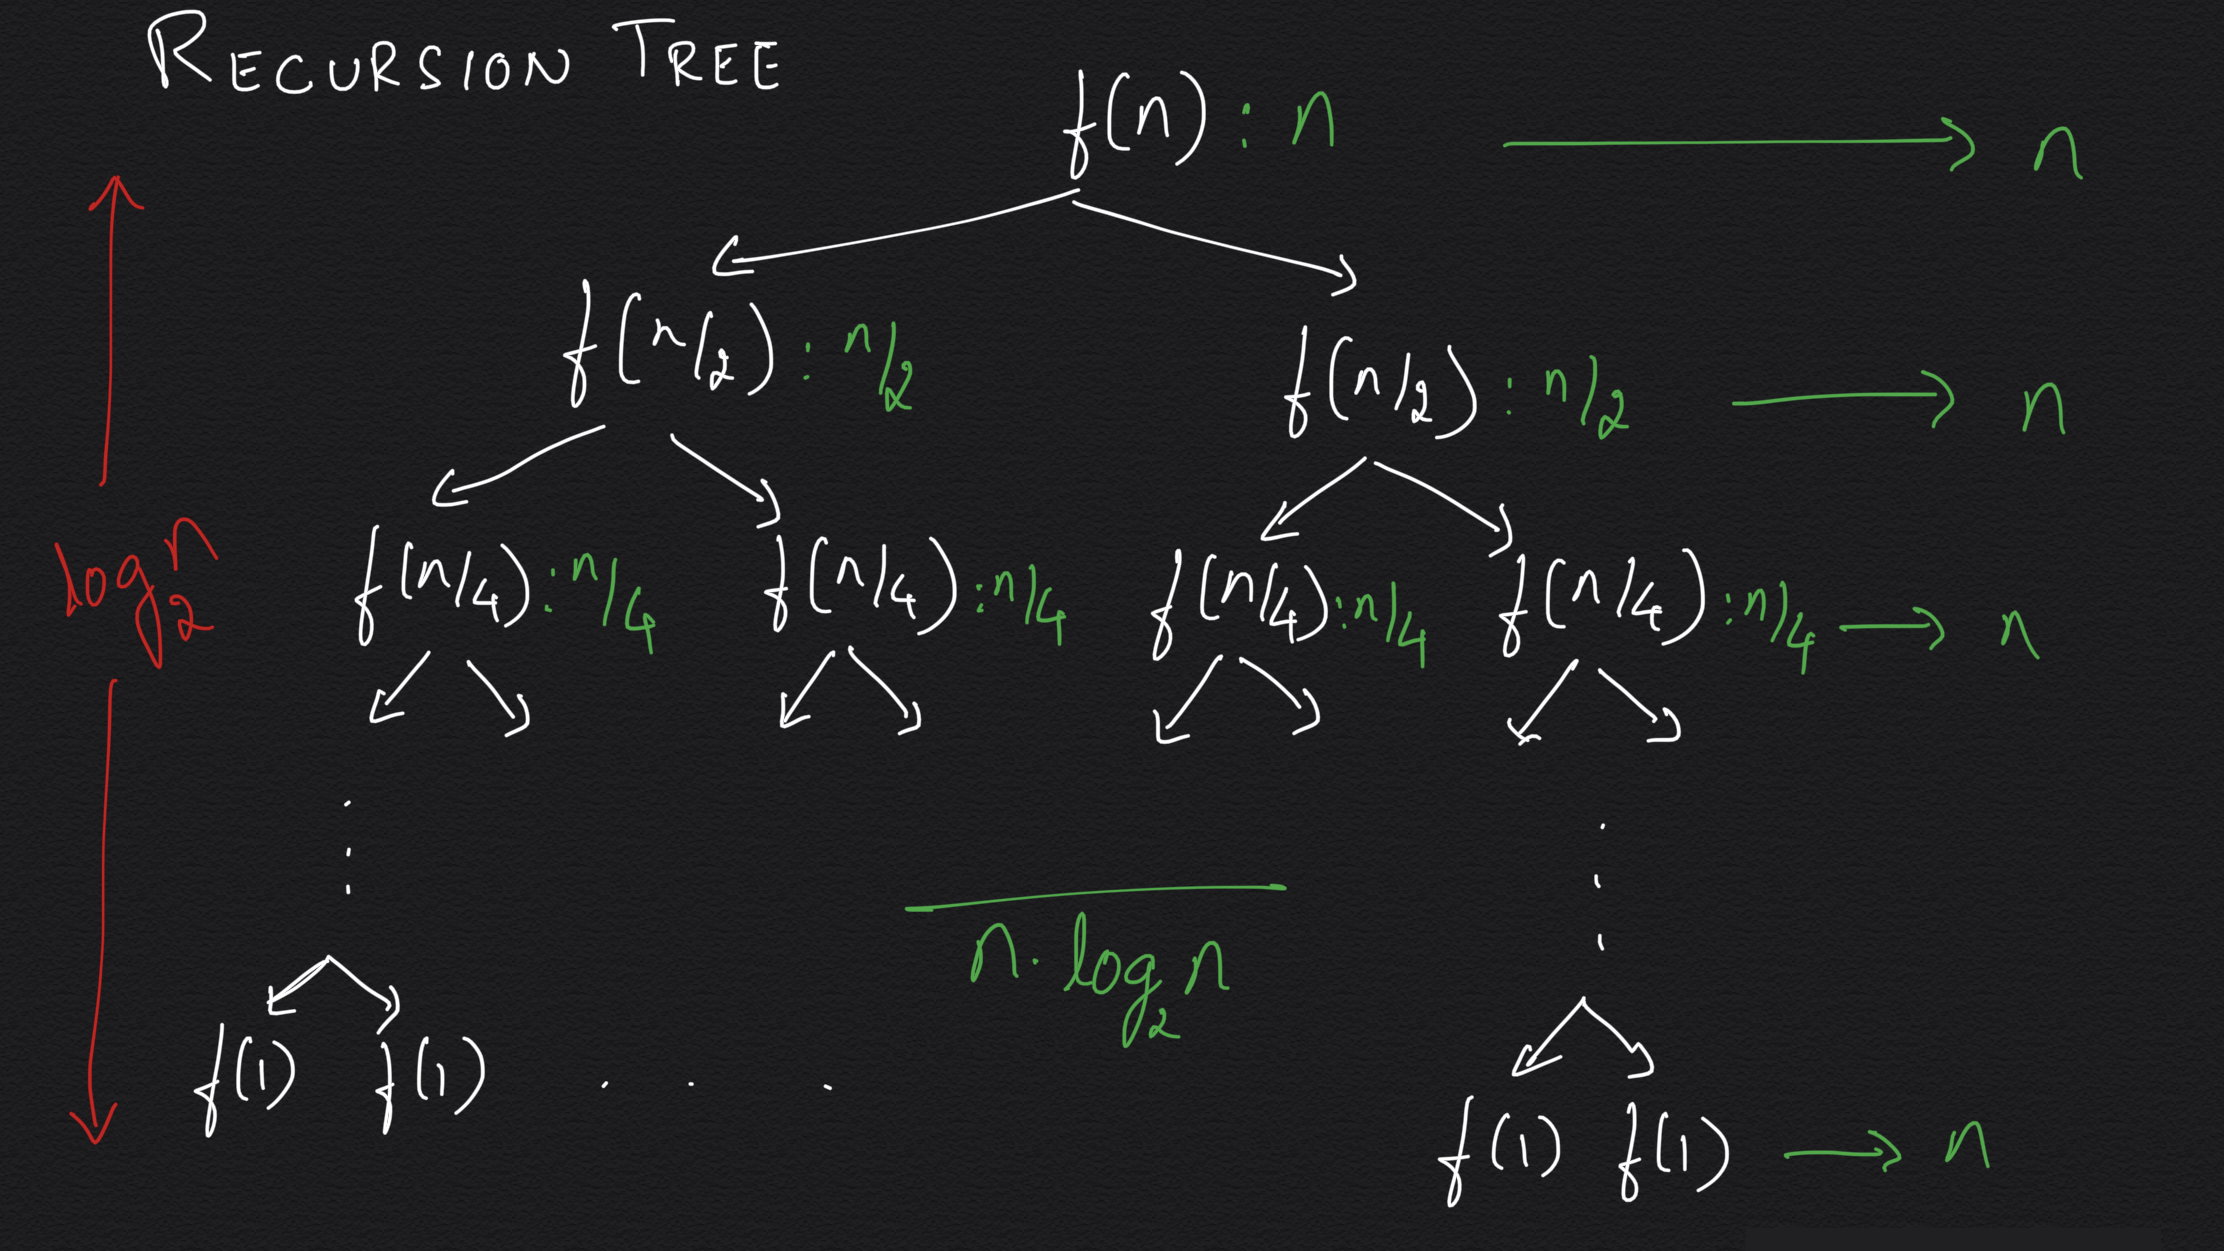 RECURSION TREE
f(n) : n → n
f(n/2) : n/2 f(n/2) : n/2 → n
f(n/4) : n/4 f(n/4) : n/4 f(n/4) : n/4 f(n/4) : n/4 → n
log₂n
n · log₂n
f(1) f(1) . . . f(1) f(1) → n